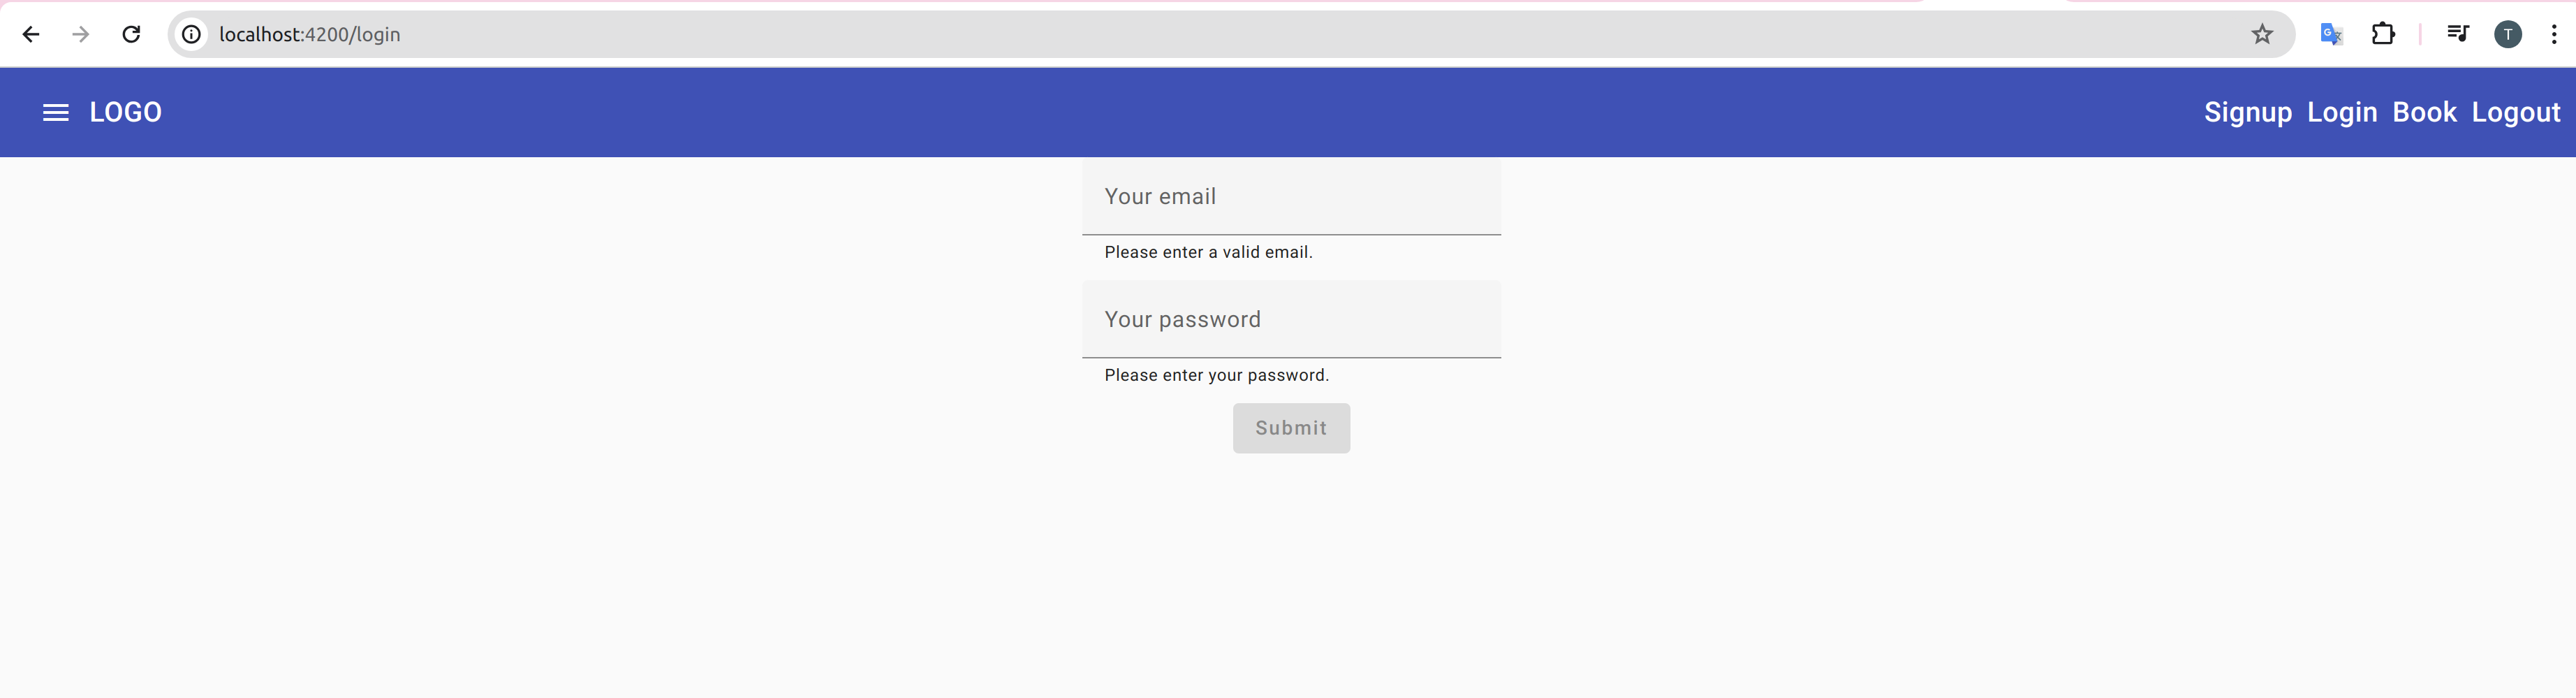 localhost:4200/login
T
LOGO
Signup Login Book Logout
Your email
Please enter a valid email.
Your password
Please enter your password.
Submit